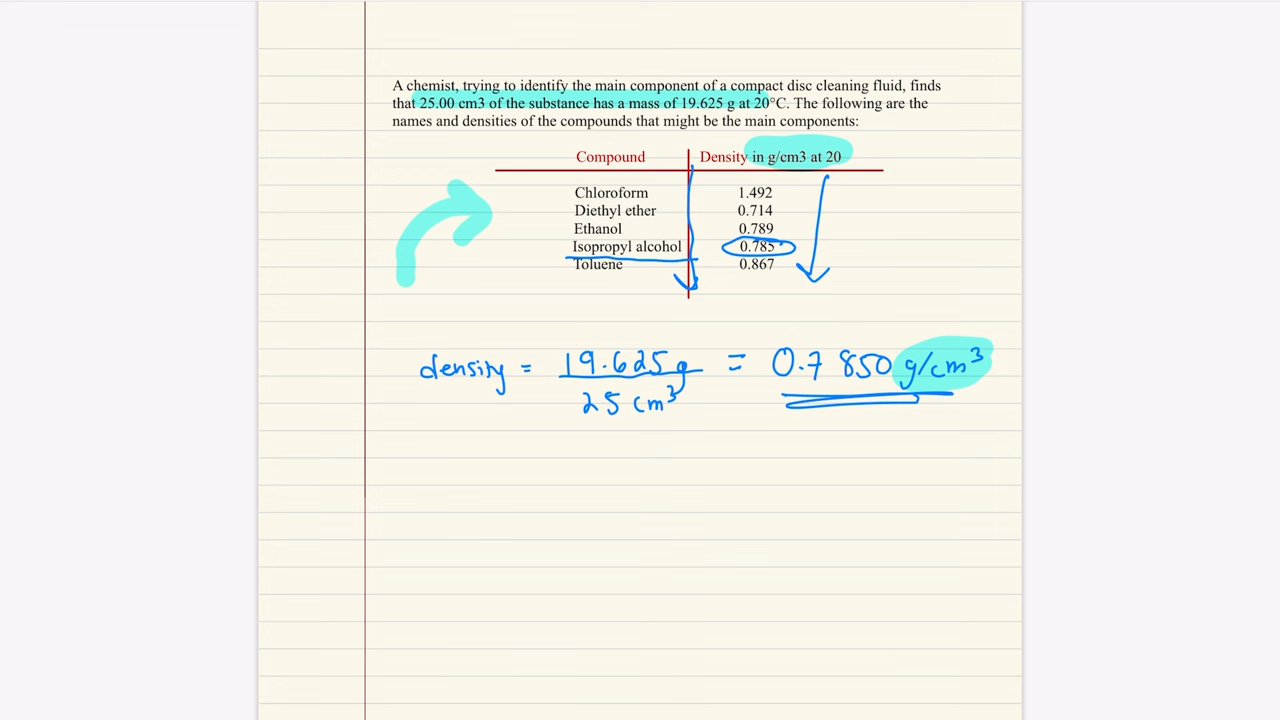 A chemist, trying to identify the main component of a compact disc cleaning fluid, finds
that 25.00 cm3 of the substance has a mass of 19.625 g at 20°C. The following are the
names and densities of the compounds that might be the main components:
Compound Density in g/cm3 at 20
Chloroform 1.492
Diethyl ether 0.714
Ethanol 0.789
Isopropyl alcohol 0.785
Toluene 0.867
density = 19.625g = 0.7850 g/cm³
25 cm³